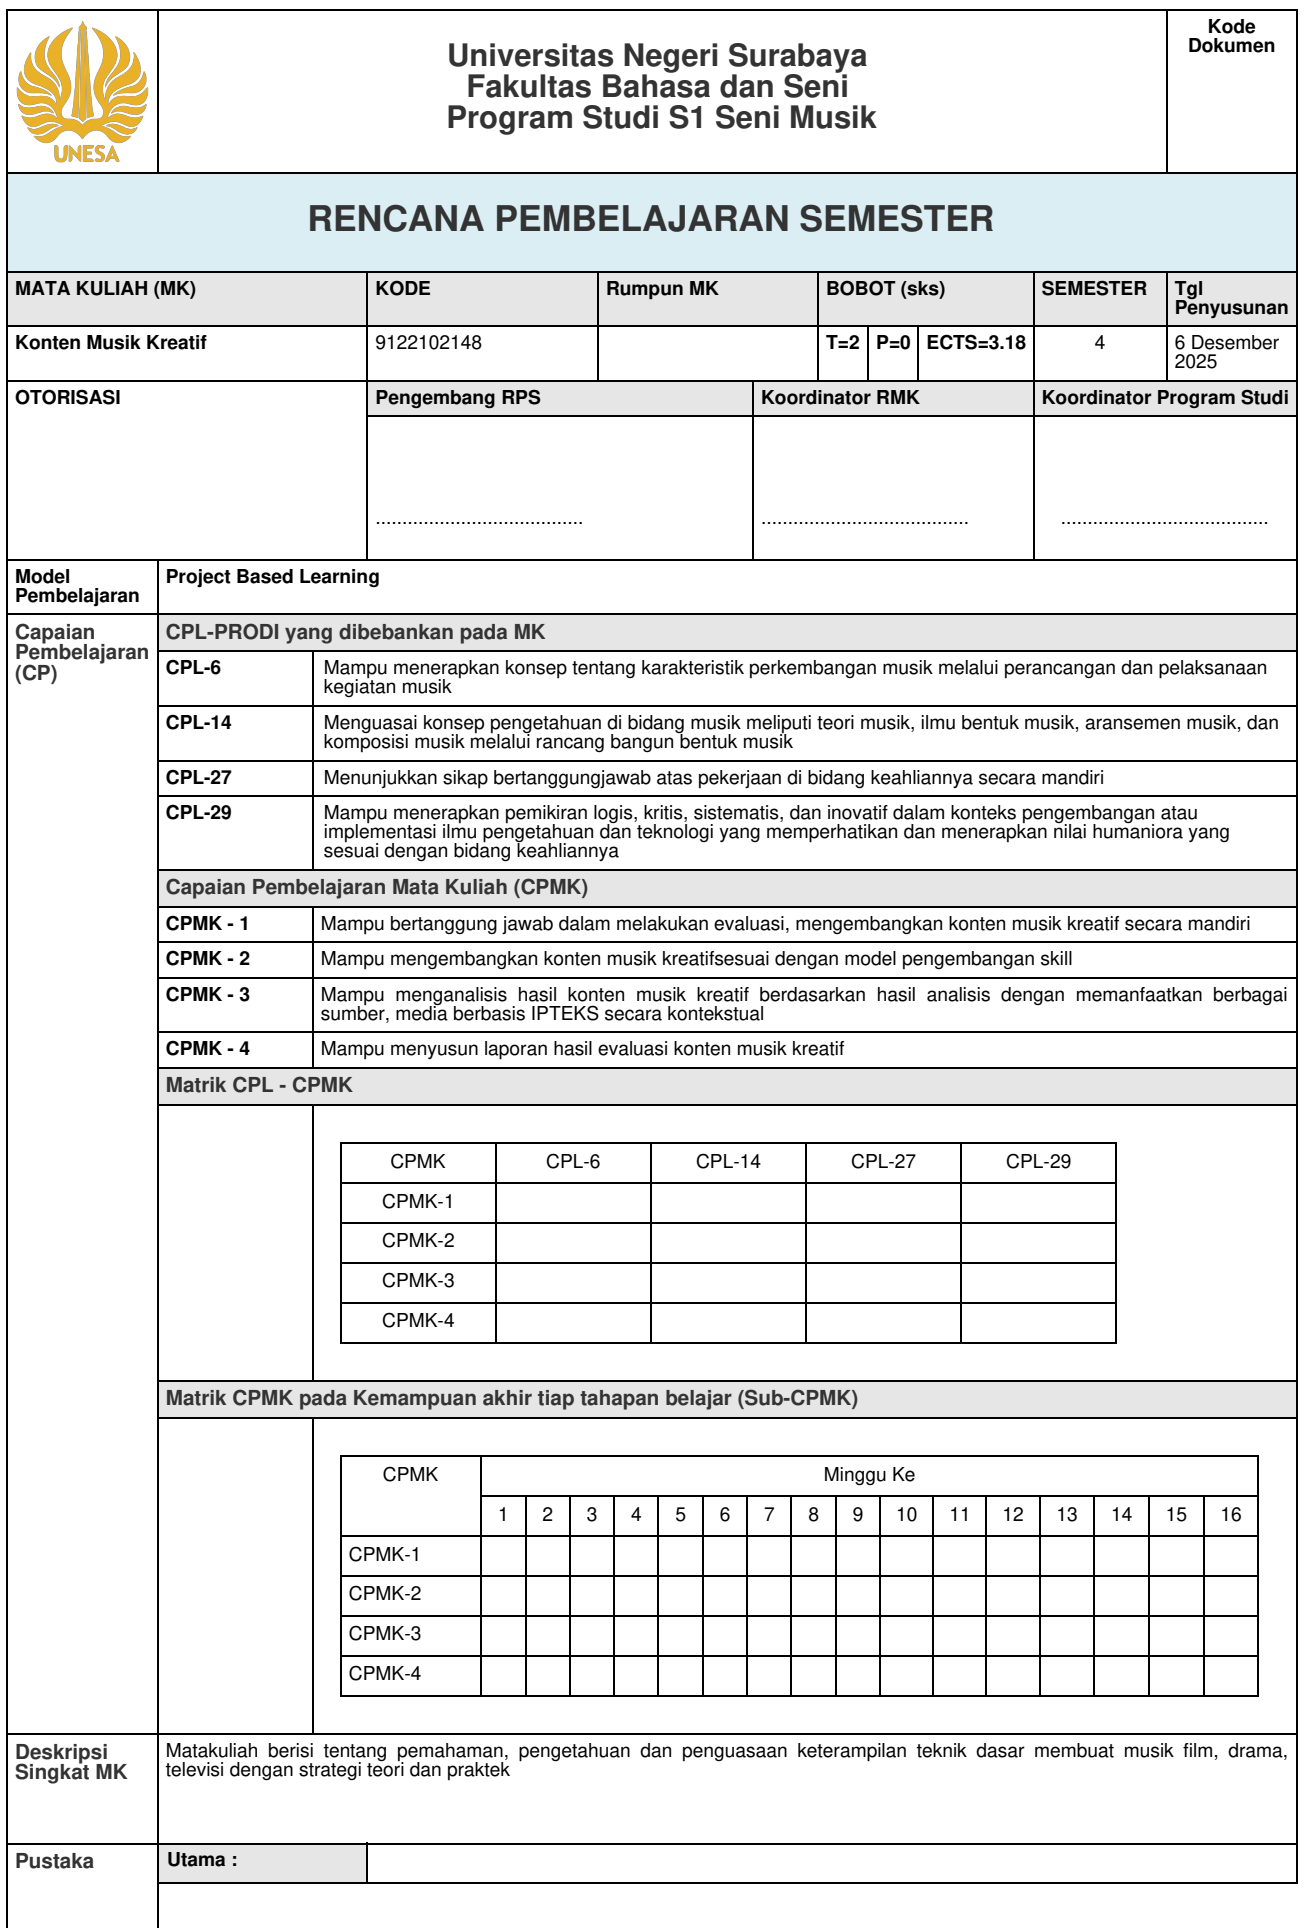 UNESA
Universitas Negeri Surabaya
Fakultas Bahasa dan Seni
Program Studi S1 Seni Musik
Kode
Dokumen
RENCANA PEMBELAJARAN SEMESTER
MATA KULIAH (MK) KODE Rumpun MK BOBOT (sks) SEMESTER Tgl
Penyusunan
Konten Musik Kreatif 9122102148 T=2 P=0 ECTS=3.18 4 6 Desember
2025
OTORISASI Pengembang RPS Koordinator RMK Koordinator Program Studi
....................................... ....................................... .......................................
Model
Pembelajaran
Project Based Learning
Capaian
Pembelajaran
(CP)
CPL-PRODI yang dibebankan pada MK
CPL-6 Mampu menerapkan konsep tentang karakteristik perkembangan musik melalui perancangan dan pelaksanaan
kegiatan musik
CPL-14 Menguasai konsep pengetahuan di bidang musik meliputi teori musik, ilmu bentuk musik, aransemen musik, dan
komposisi musik melalui rancang bangun bentuk musik
CPL-27 Menunjukkan sikap bertanggungjawab atas pekerjaan di bidang keahliannya secara mandiri
CPL-29 Mampu menerapkan pemikiran logis, kritis, sistematis, dan inovatif dalam konteks pengembangan atau
implementasi ilmu pengetahuan dan teknologi yang memperhatikan dan menerapkan nilai humaniora yang
sesuai dengan bidang keahliannya
Capaian Pembelajaran Mata Kuliah (CPMK)
CPMK - 1 Mampu bertanggung jawab dalam melakukan evaluasi, mengembangkan konten musik kreatif secara mandiri
CPMK - 2 Mampu mengembangkan konten musik kreatifsesuai dengan model pengembangan skill
CPMK - 3 Mampu menganalisis hasil konten musik kreatif berdasarkan hasil analisis dengan memanfaatkan berbagai
sumber, media berbasis IPTEKS secara kontekstual
CPMK - 4 Mampu menyusun laporan hasil evaluasi konten musik kreatif
Matrik CPL - CPMK
CPMK CPL-6 CPL-14 CPL-27 CPL-29
CPMK-1
CPMK-2
CPMK-3
CPMK-4
Matrik CPMK pada Kemampuan akhir tiap tahapan belajar (Sub-CPMK)
CPMK Minggu Ke
1 2 3 4 5 6 7 8 9 10 11 12 13 14 15 16
CPMK-1
CPMK-2
CPMK-3
CPMK-4
Deskripsi
Singkat MK
Matakuliah berisi tentang pemahaman, pengetahuan dan penguasaan keterampilan teknik dasar membuat musik film, drama,
televisi dengan strategi teori dan praktek
Pustaka Utama :